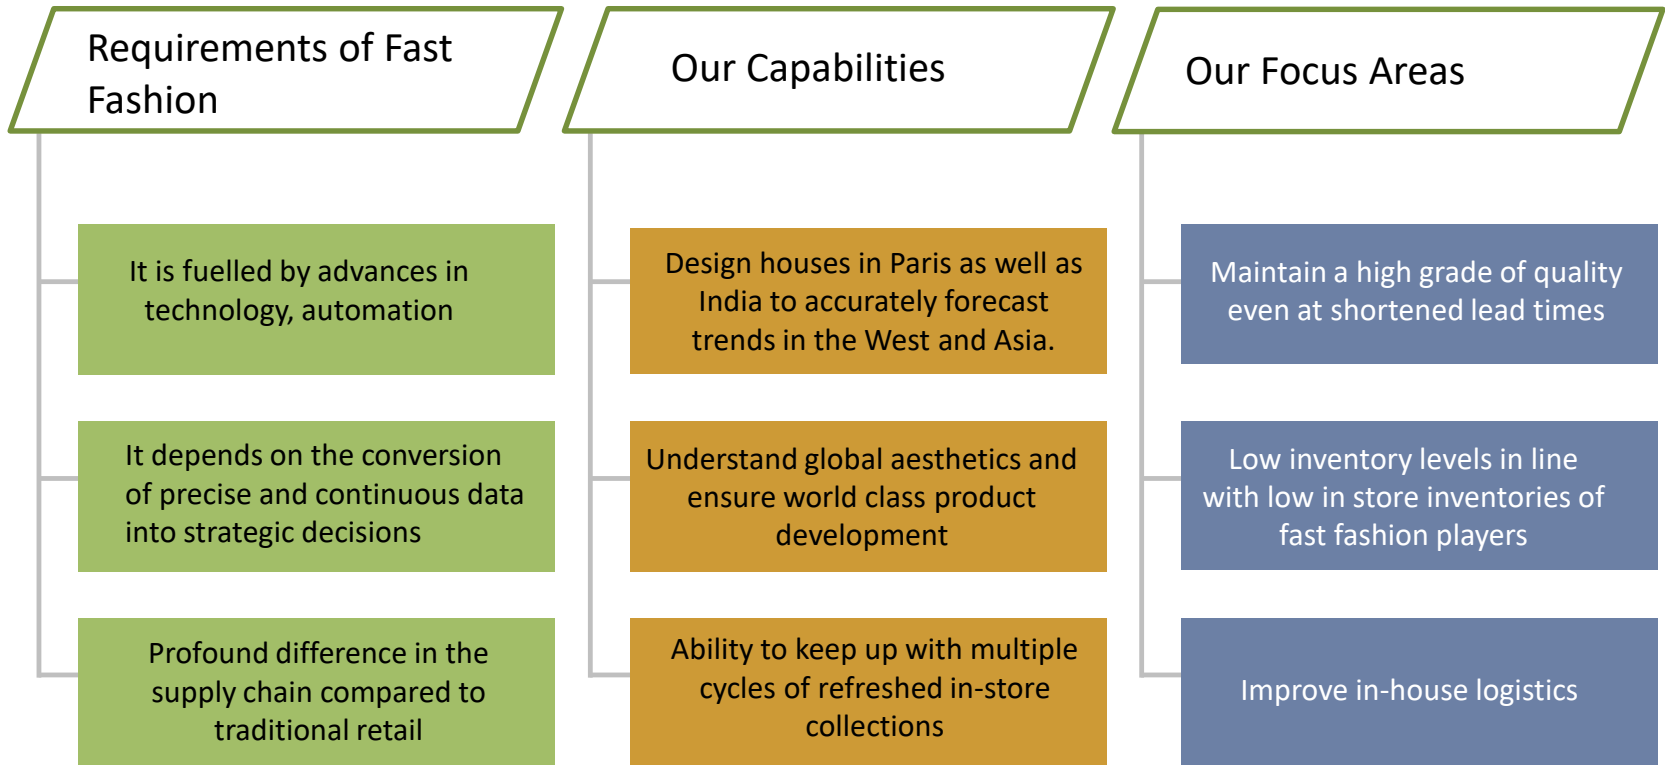 Requirements of Fast
Fashion
It is fuelled by advances in
technology, automation
It depends on the conversion
of precise and continuous data
into strategic decisions
Profound difference in the
supply chain compared to
traditional retail
Our Capabilities
Design houses in Paris as well as
India to accurately forecast
trends in the West and Asia.
Understand global aesthetics and
ensure world class product
development
Ability to keep up with multiple
cycles of refreshed in-store
collections
Our Focus Areas
Maintain a high grade of quality
even at shortened lead times
Low inventory levels in line
with low in store inventories of
fast fashion players
Improve in-house logistics